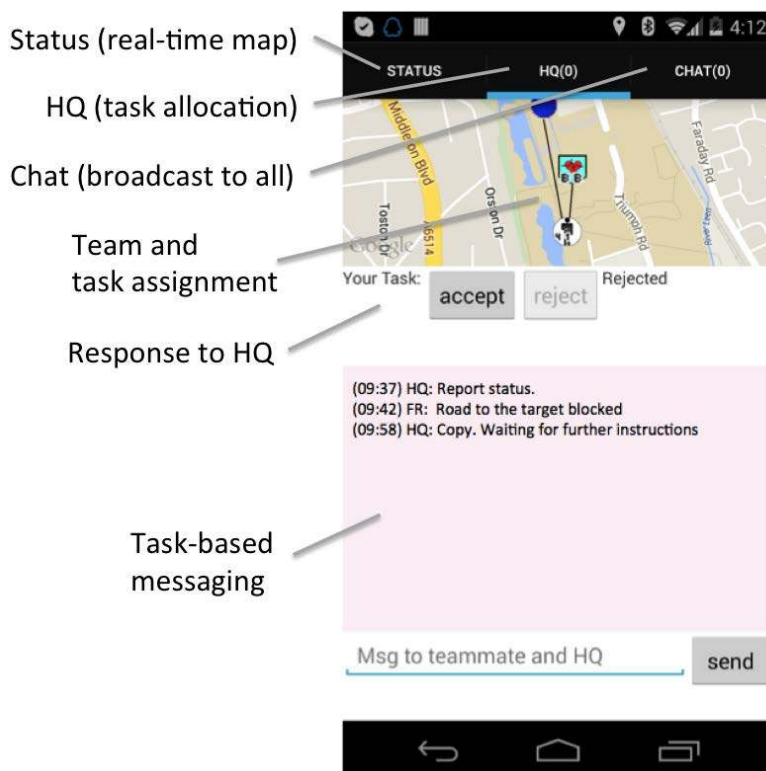 Status (real-time map)
HQ (task allocation)
Chat (broadcast to all)
Team and
task assignment
Response to HQ
Task-based
messaging
4:12
STATUS
HQ(0)
CHAT(0)
Orston Dr
Toston Dr
A6514
Triumph Rd
Faraday Rd
Google
Your Task:
accept
reject
Rejected
(09:37) HQ: Report status.
(09:42) FR: Road to the target blocked
(09:58) HQ: Copy. Waiting for further instructions
Msg to teammate and HQ
send